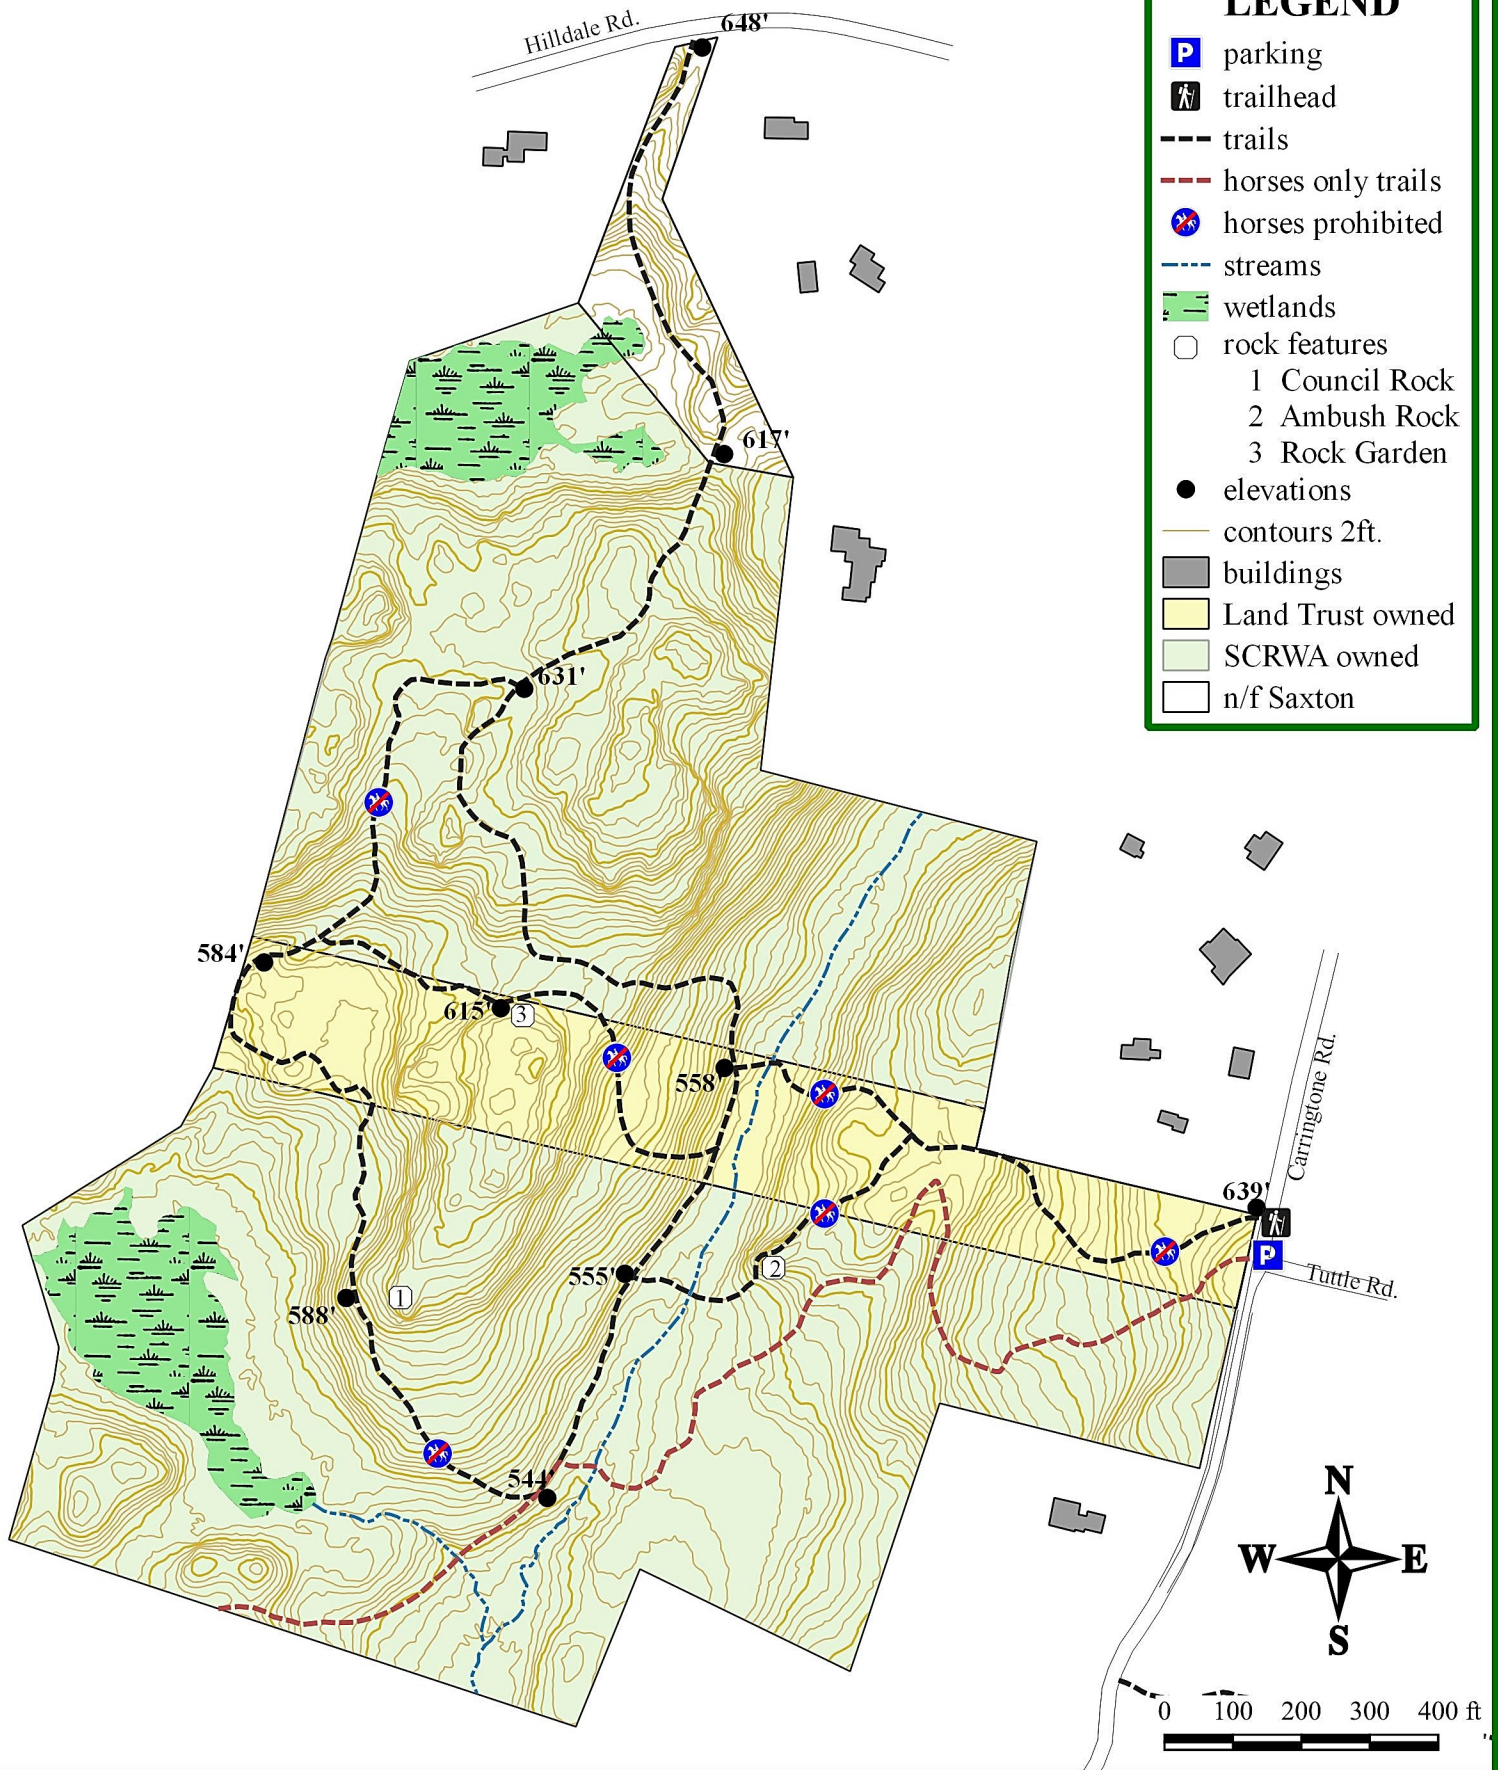 Hilldale Rd.
648'
LEGEND
P parking
trailhead
trails
horses only trails
horses prohibited
streams
wetlands
rock features
1 Council Rock
2 Ambush Rock
3 Rock Garden
elevations
contours 2ft.
buildings
Land Trust owned
SCRWA owned
n/f Saxton
617'
631'
584'
615'
3
558'
Carringtone Rd.
639'
P
Tuttle Rd.
555'
2
588'
1
544'
N
W E
S
0 100 200 300 400 ft